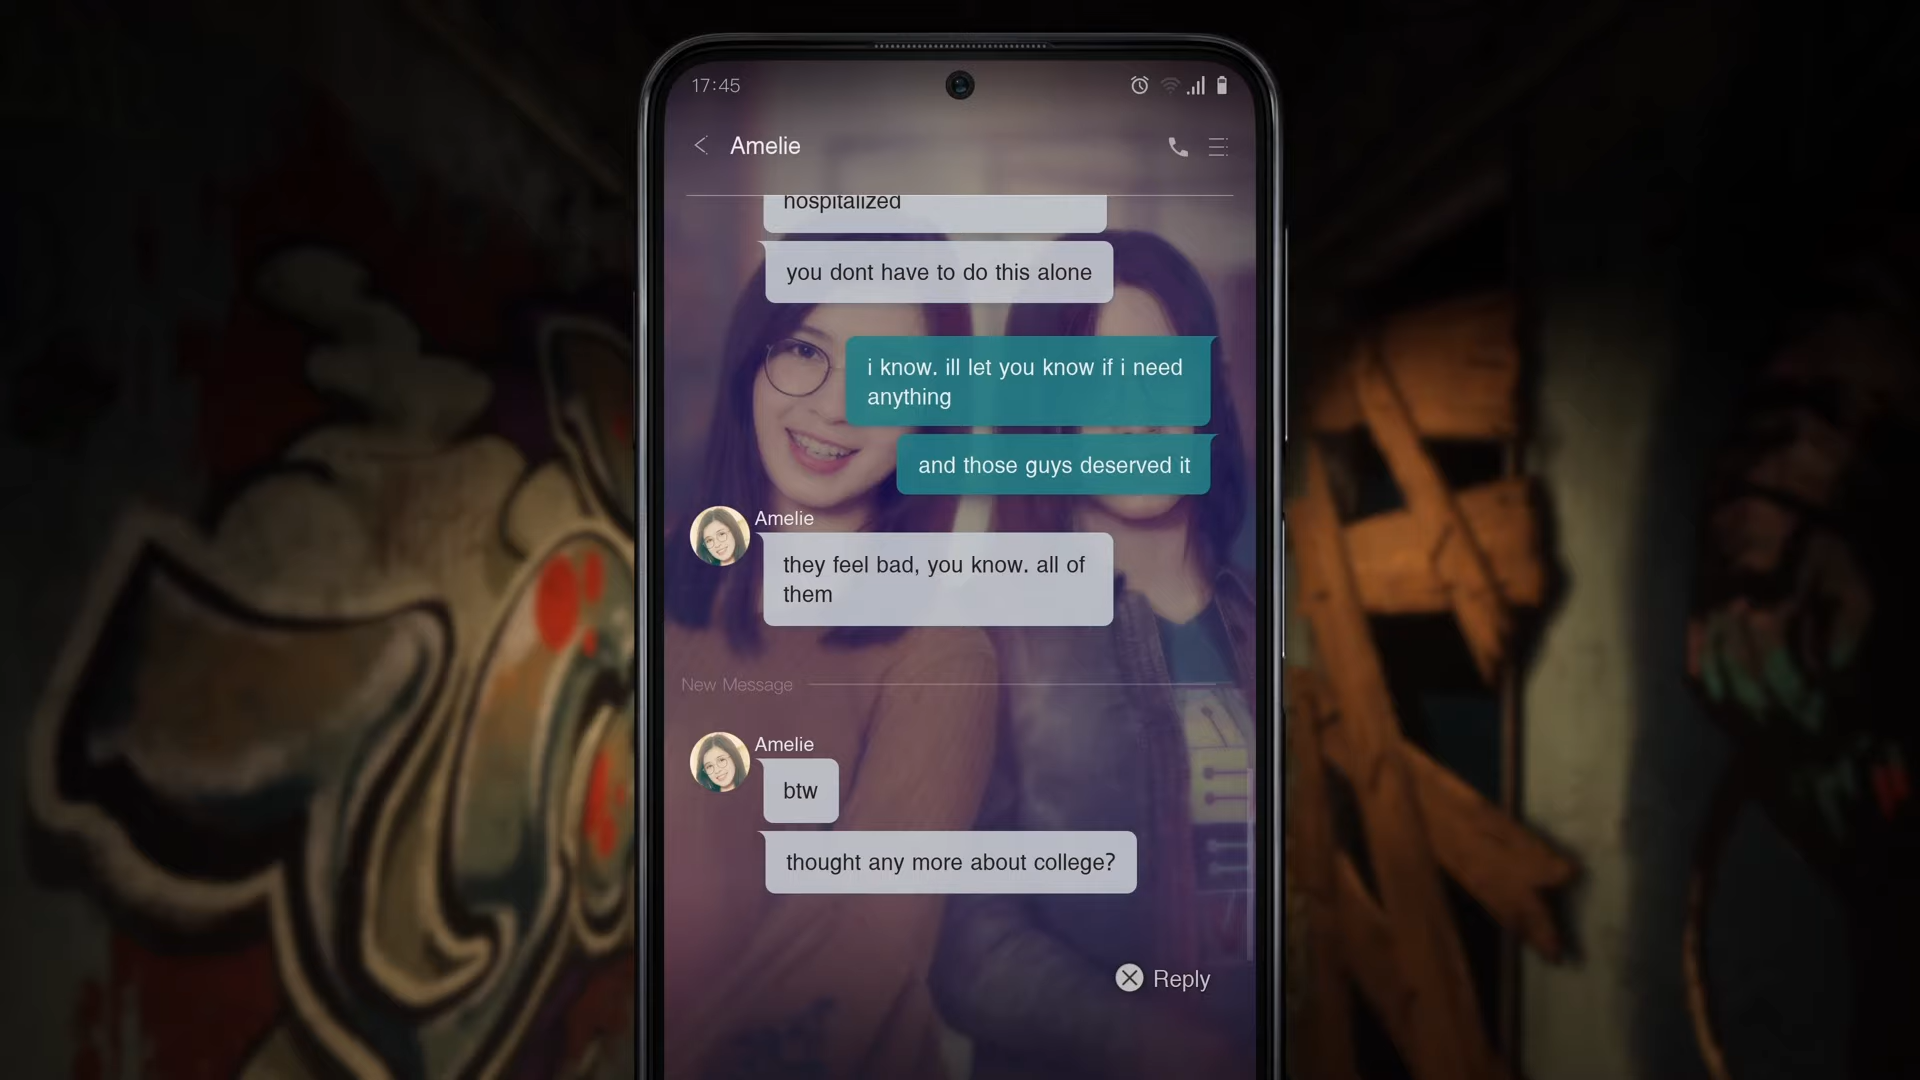 17:45
Amelie
hospitalized
you dont have to do this alone
i know. ill let you know if i need
anything
and those guys deserved it
Amelie
they feel bad, you know. all of
them
New Message
Amelie
btw
thought any more about college?
Reply